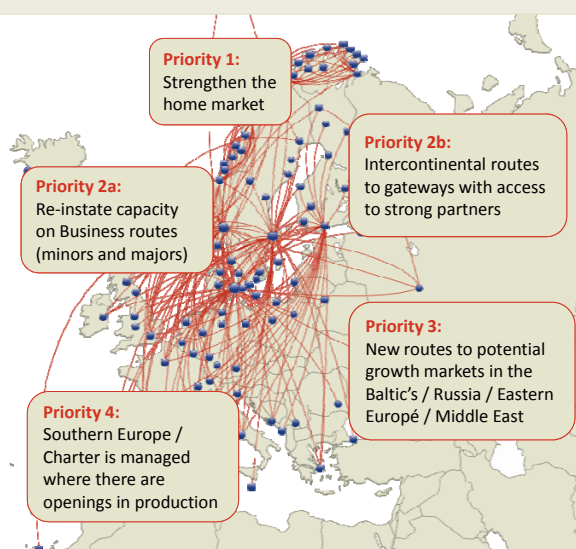 Priority 1:
Strengthen the
home market
Priority 2b:
Intercontinental routes
to gateways with access
to strong partners
Priority 2a:
Re-instate capacity
on Business routes
(minors and majors)
Priority 3:
New routes to potential
growth markets in the
Baltic's / Russia / Eastern
Europé / Middle East
Priority 4:
Southern Europe /
Charter is managed
where there are
openings in production